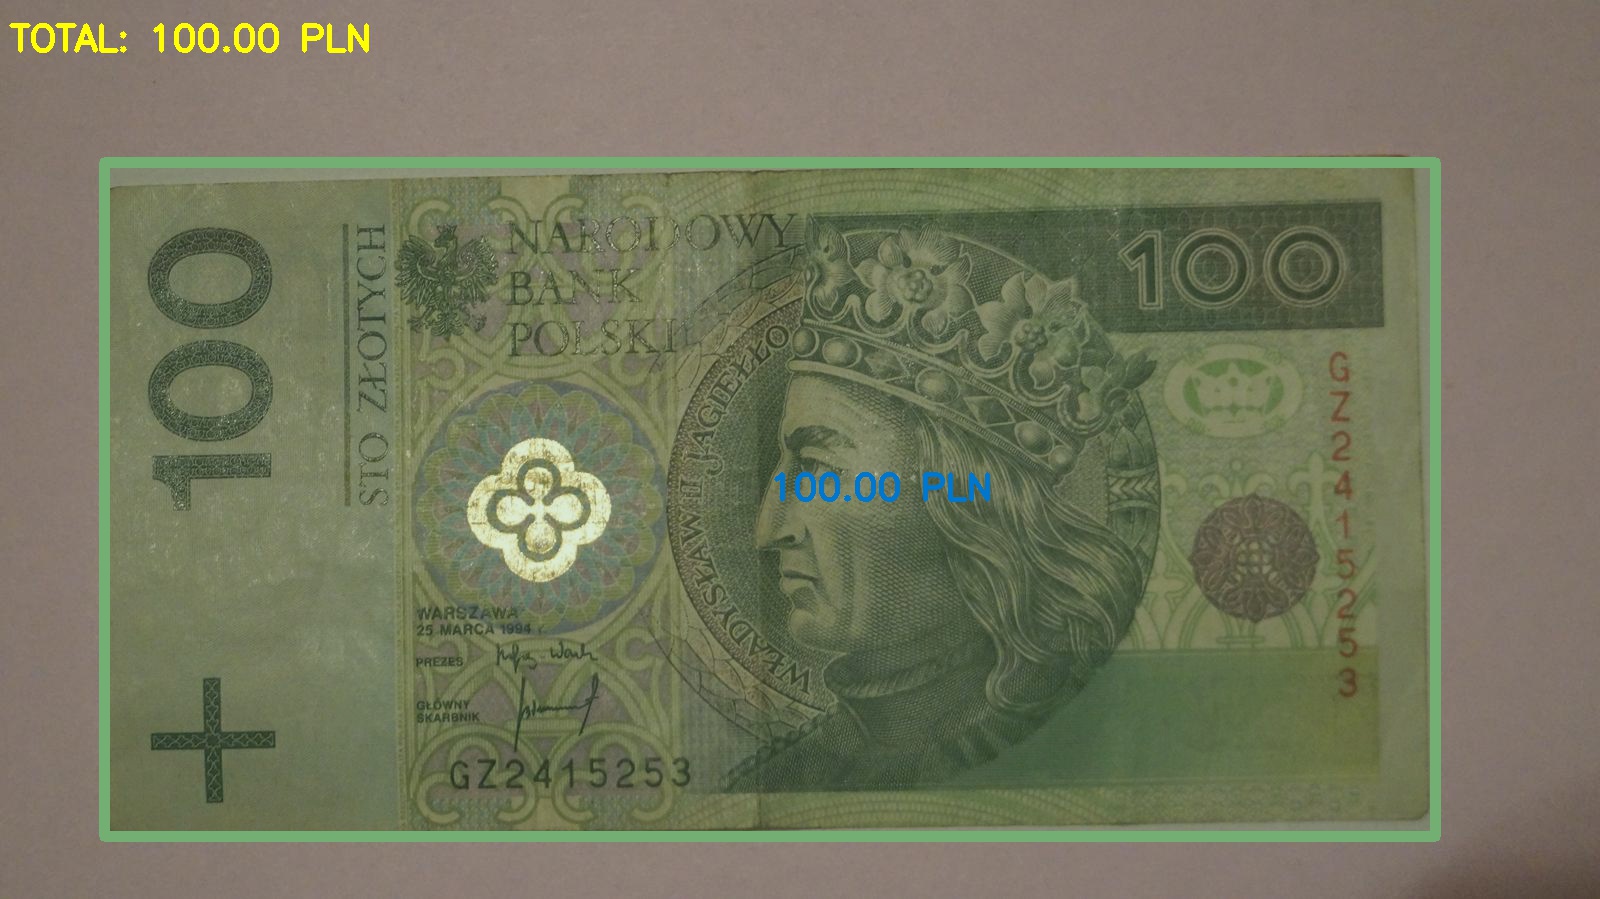 TOTAL: 100.00 PLN
100
STO ZŁOTYCH
NARODOWY
BANK
POLSKI
100
WŁADYSŁAW II JAGIEŁŁO
100.00 PLN
GZ2415253
WARSZAWA
25 MARCA 1994 r.
PREZES
GŁÓWNY
SKARBNIK
GZ2415253